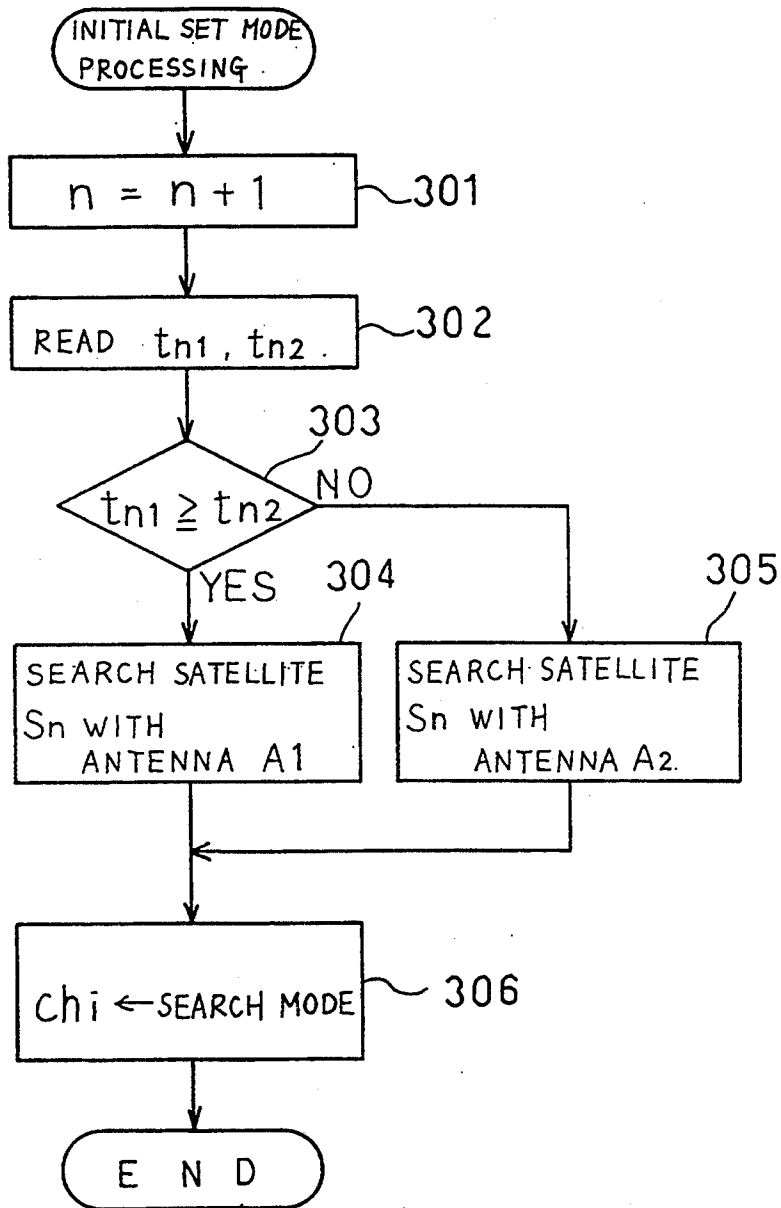 INITIAL SET MODE
PROCESSING.
n = n + 1
301
READ tn1, tn2.
302
303
tn1 ≧ tn2
NO
YES
304
305
SEARCH SATELLITE
Sn WITH
ANTENNA A1
SEARCH SATELLITE
Sn WITH
ANTENNA A2.
chi ← SEARCH MODE
306
END